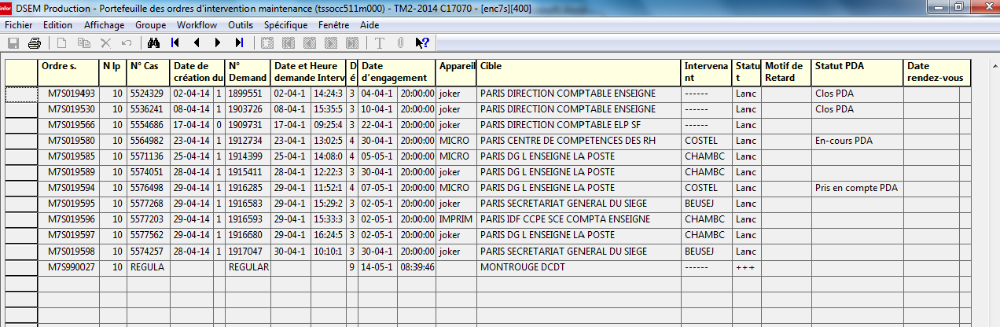 infor DSEM Production - Portefeuille des ordres d'intervention maintenance (tssocc511m000) - TM2-2014 C17070 - [enc7s][400]
Fichier Edition Affichage Groupe Workflow Outils Spécifique Fenêtre Aide
Ordre s. N Ip N° Cas Date de création du N° Demand Date et Heure demande Interv D é Date d'engagement Appareil Cible Intervena nt Statu t Motif de Retard Statut PDA Date rendez-vous
M7S019493 10 5524329 02-04-14 1 1899551 02-04-1 14:24:3 3 04-04-1 20:00:00 joker PARIS DIRECTION COMPTABLE ENSEIGNE ------ Lanc Clos PDA
M7S019530 10 5536241 08-04-14 1 1903726 08-04-1 15:35:5 3 10-04-1 20:00:00 joker PARIS DIRECTION COMPTABLE ENSEIGNE ------ Lanc Clos PDA
M7S019566 10 5554686 17-04-14 0 1909731 17-04-1 09:25:4 3 22-04-1 20:00:00 joker PARIS DIRECTION COMPTABLE ELP SF ------ Lanc
M7S019580 10 5564982 23-04-14 1 1912734 23-04-1 13:02:5 4 30-04-1 20:00:00 MICRO PARIS CENTRE DE COMPETENCES DES RH COSTEL Lanc En-cours PDA
M7S019585 10 5571136 25-04-14 1 1914399 25-04-1 14:08:0 4 05-05-1 20:00:00 MICRO PARIS DG L ENSEIGNE LA POSTE CHAMBC Lanc
M7S019589 10 5574051 28-04-14 1 1915411 28-04-1 12:22:3 3 30-04-1 20:00:00 joker PARIS DG L ENSEIGNE LA POSTE CHAMBC Lanc
M7S019594 10 5576498 29-04-14 1 1916285 29-04-1 11:52:1 4 07-05-1 20:00:00 MICRO PARIS DG L ENSEIGNE LA POSTE COSTEL Lanc Pris en compte PDA
M7S019595 10 5577268 29-04-14 1 1916583 29-04-1 15:29:2 3 02-05-1 20:00:00 joker PARIS SECRETARIAT GENERAL DU SIEGE BEUSEJ Lanc
M7S019596 10 5577203 29-04-14 1 1916593 29-04-1 15:33:3 3 02-05-1 20:00:00 IMPRIM PARIS IDF CCPE SCE COMPTA ENSEIGNE CHAMBC Lanc
M7S019597 10 5577562 29-04-14 1 1916680 29-04-1 16:24:5 3 02-05-1 20:00:00 joker PARIS DG L ENSEIGNE LA POSTE CHAMBC Lanc
M7S019598 10 5574257 28-04-14 1 1917047 30-04-1 10:10:1 3 30-04-1 20:00:00 joker PARIS SECRETARIAT GENERAL DU SIEGE BEUSEJ Lanc
M7S990027 10 REGULA REGULAR 9 14-05-1 08:39:46 MONTROUGE DCDT ------ +++